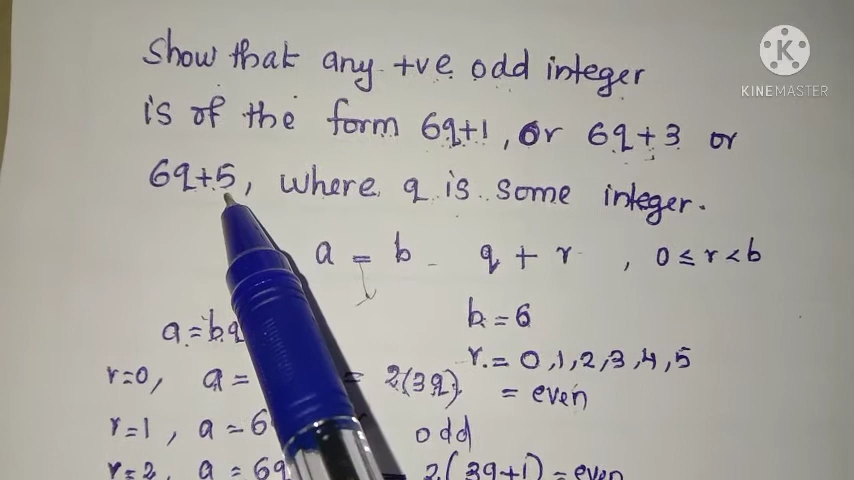 Show that any +ve odd integer
is of the form 6q+1, or 6q+3 or
6q+5, where q is some integer.
a = b q + r , 0 ≤ r < b
b = 6
a = bq
r = 0,1,2,3,4,5
r=0, a = = 2(3q) = even
r=1, a = 6 odd
r=2, a = 6q 2(3q+1) = even
KINEMASTER